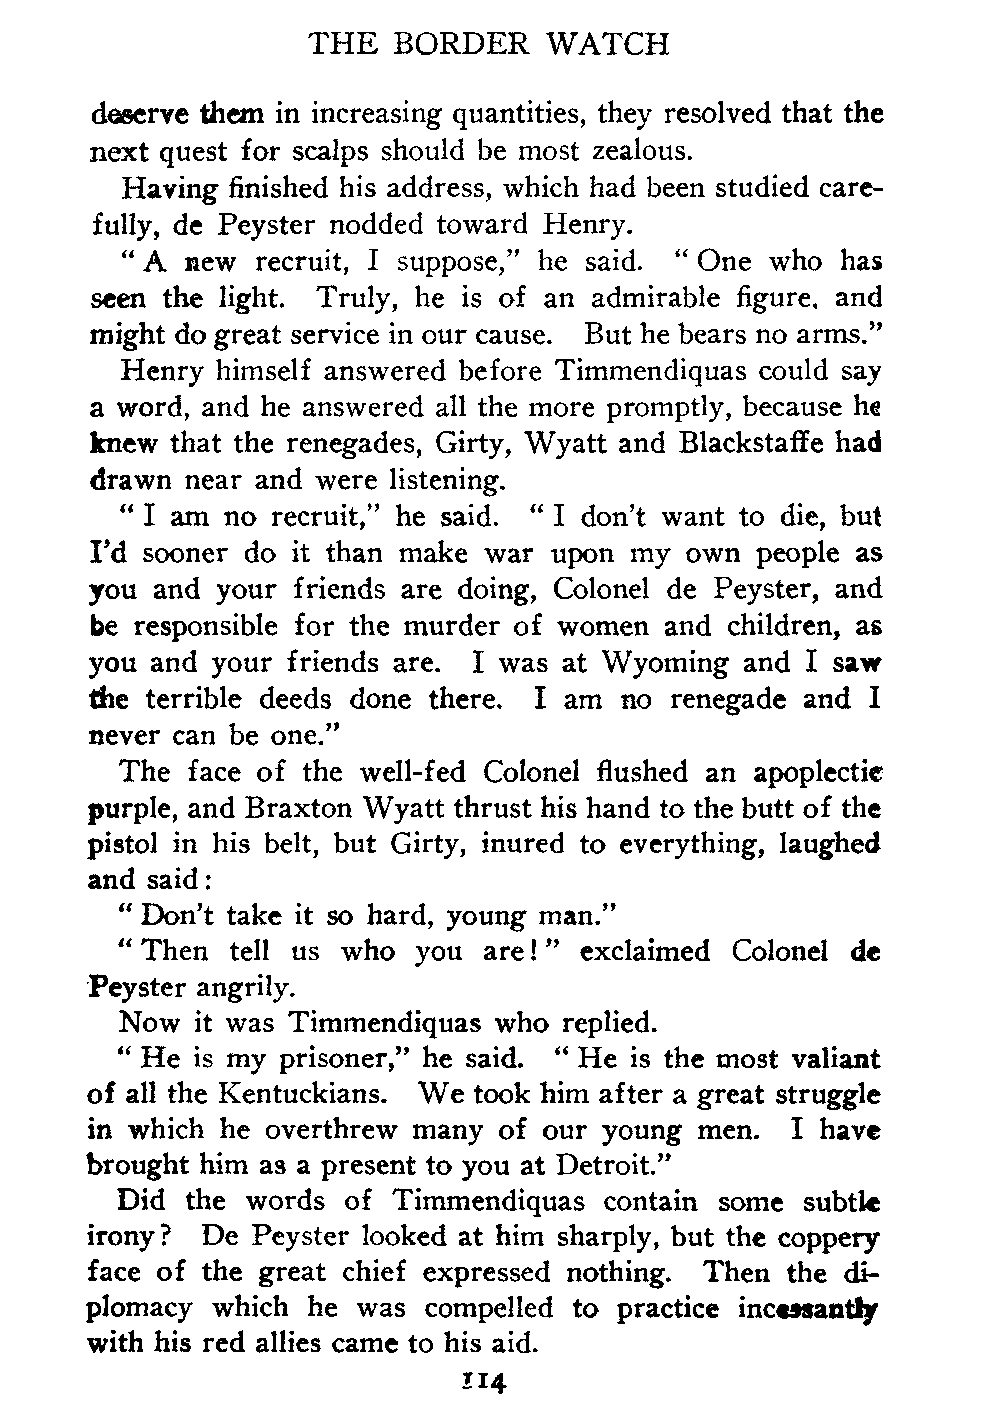 THE BORDER WATCH
deserve them in increasing quantities, they resolved that the
next quest for scalps should be most zealous.
Having finished his address, which had been studied care-
fully, de Peyster nodded toward Henry.
“ A new recruit, I suppose,” he said. “ One who has
seen the light. Truly, he is of an admirable figure, and
might do great service in our cause. But he bears no arms.”
Henry himself answered before Timmendiquas could say
a word, and he answered all the more promptly, because he
knew that the renegades, Girty, Wyatt and Blackstaffe had
drawn near and were listening.
“ I am no recruit,” he said. “ I don't want to die, but
I'd sooner do it than make war upon my own people as
you and your friends are doing, Colonel de Peyster, and
be responsible for the murder of women and children, as
you and your friends are. I was at Wyoming and I saw
the terrible deeds done there. I am no renegade and I
never can be one.”
The face of the well-fed Colonel flushed an apoplectic
purple, and Braxton Wyatt thrust his hand to the butt of the
pistol in his belt, but Girty, inured to everything, laughed
and said :
“ Don't take it so hard, young man.”
“ Then tell us who you are! ” exclaimed Colonel de
Peyster angrily.
Now it was Timmendiquas who replied.
“ He is my prisoner,” he said. “ He is the most valiant
of all the Kentuckians. We took him after a great struggle
in which he overthrew many of our young men. I have
brought him as a present to you at Detroit.”
Did the words of Timmendiquas contain some subtle
irony? De Peyster looked at him sharply, but the coppery
face of the great chief expressed nothing. Then the di-
plomacy which he was compelled to practice incessantly
with his red allies came to his aid.
114